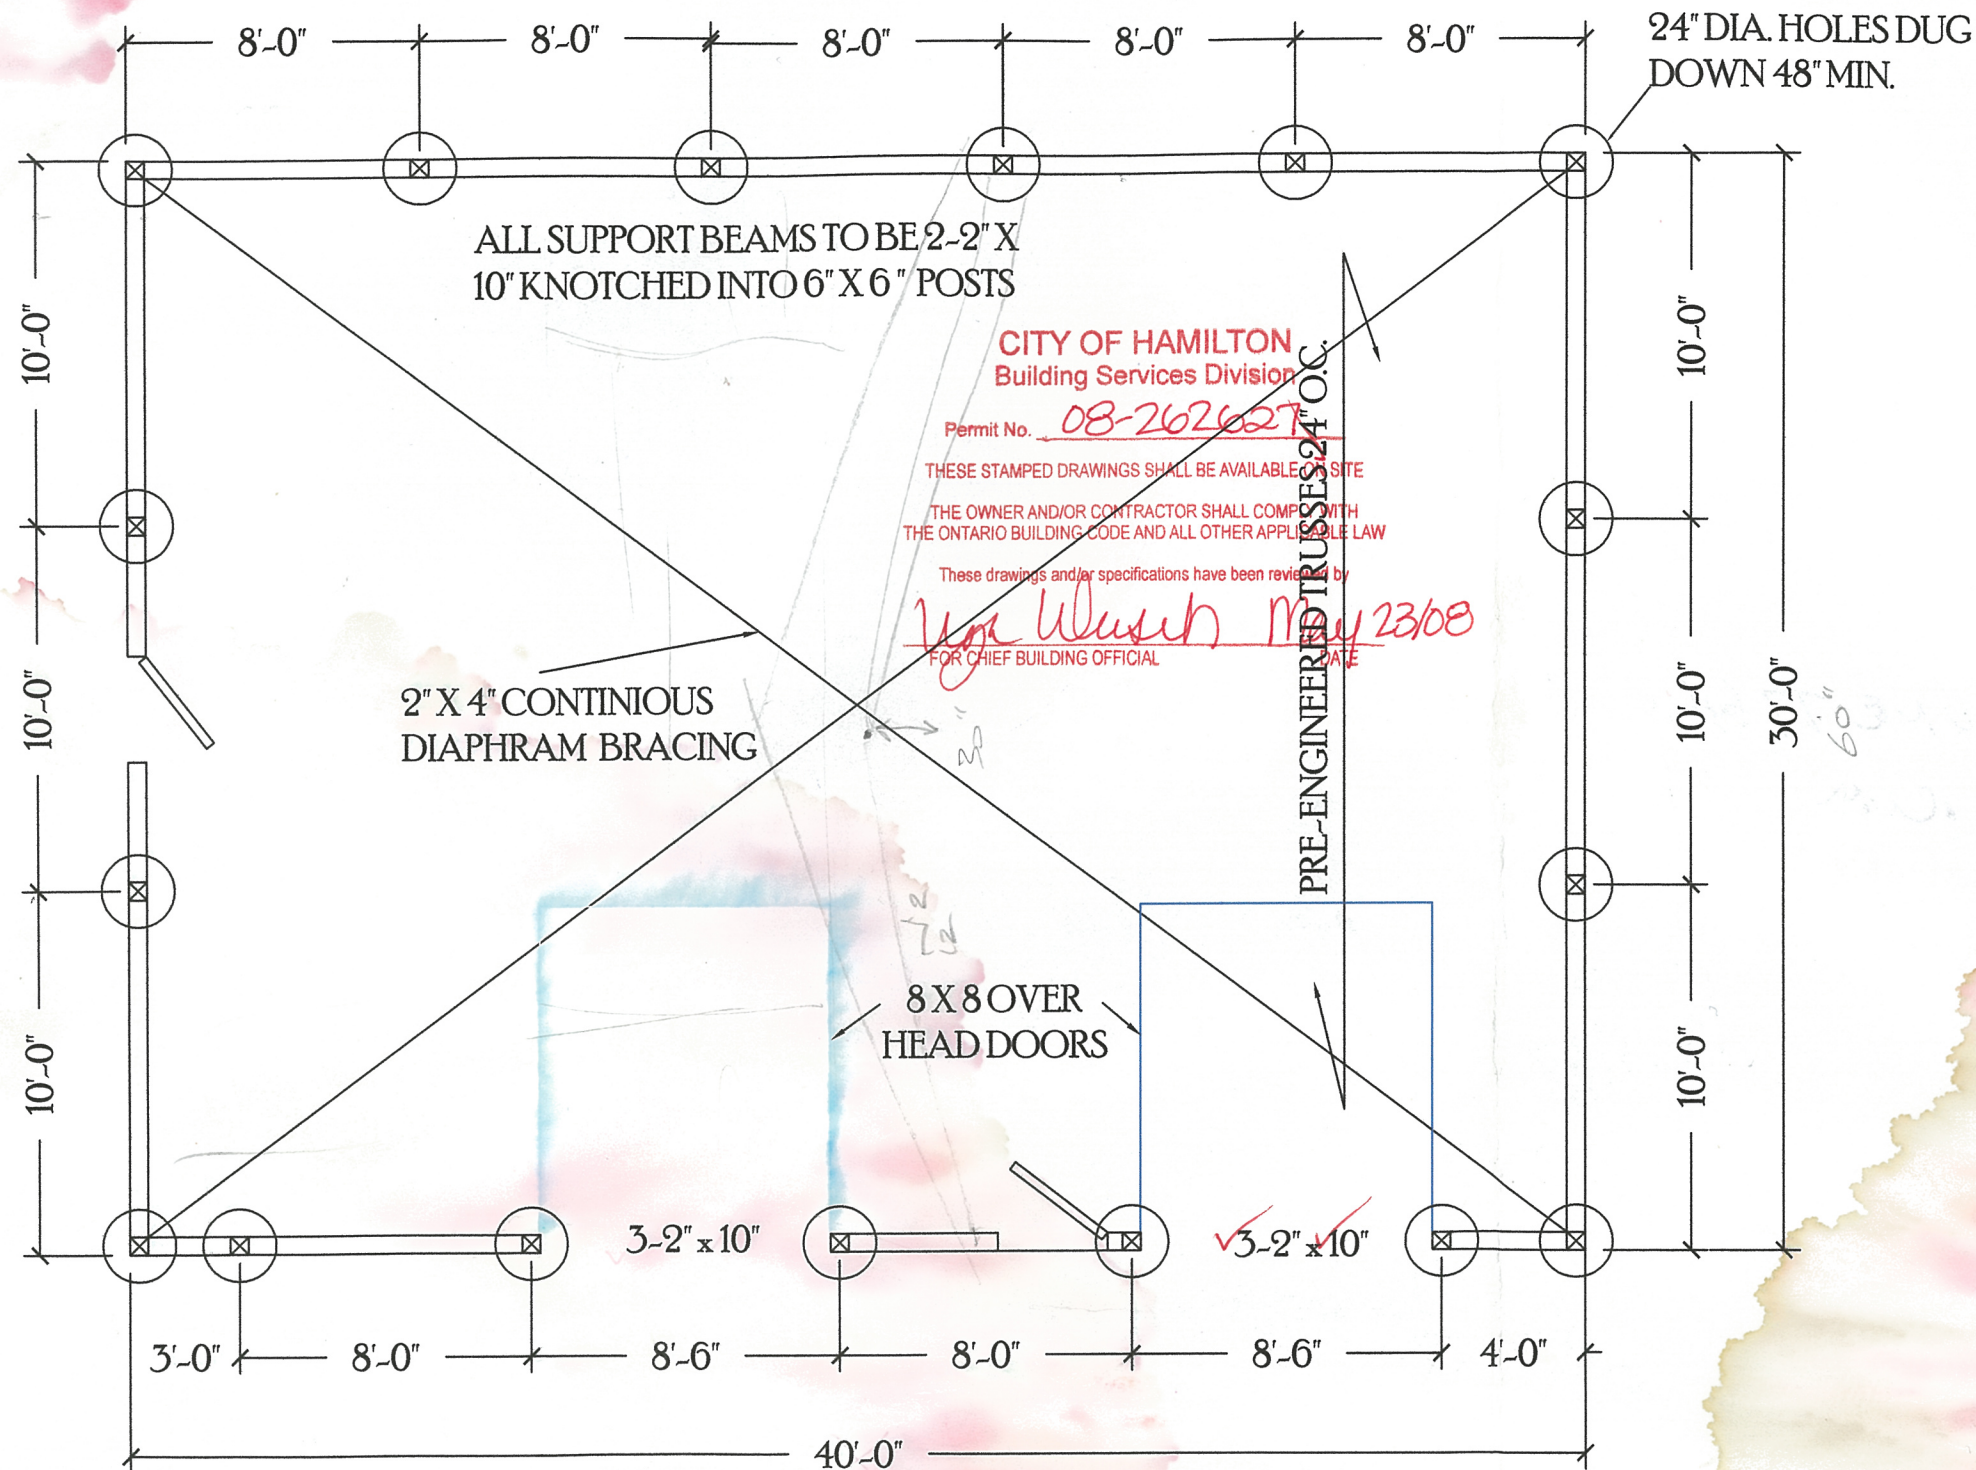 8'-0" 8'-0" 8'-0" 8'-0" 8'-0"
24" DIA. HOLES DUG
DOWN 48" MIN.
ALL SUPPORT BEAMS TO BE 2-2" X
10" KNOTCHED INTO 6" X 6" POSTS
CITY OF HAMILTON
Building Services Division
Permit No. 08-262627
THESE STAMPED DRAWINGS SHALL BE AVAILABLE ON SITE
THE OWNER AND/OR CONTRACTOR SHALL COMPLY WITH
THE ONTARIO BUILDING CODE AND ALL OTHER APPLICABLE LAW
These drawings and/or specifications have been reviewed by
May 23/08
FOR CHIEF BUILDING OFFICIAL DATE
PRE-ENGINEERED TRUSSES 24" O.C.
10'-0"
10'-0"
10'-0"
10'-0"
10'-0"
10'-0"
30'-0"
60"
2" X 4" CONTINIOUS
DIAPHRAM BRACING
30"
8 X 8 OVER
HEAD DOORS
3-2" x 10" 3-2" x 10"
3'-0" 8'-0" 8'-6" 8'-0" 8'-6" 4'-0"
40'-0"